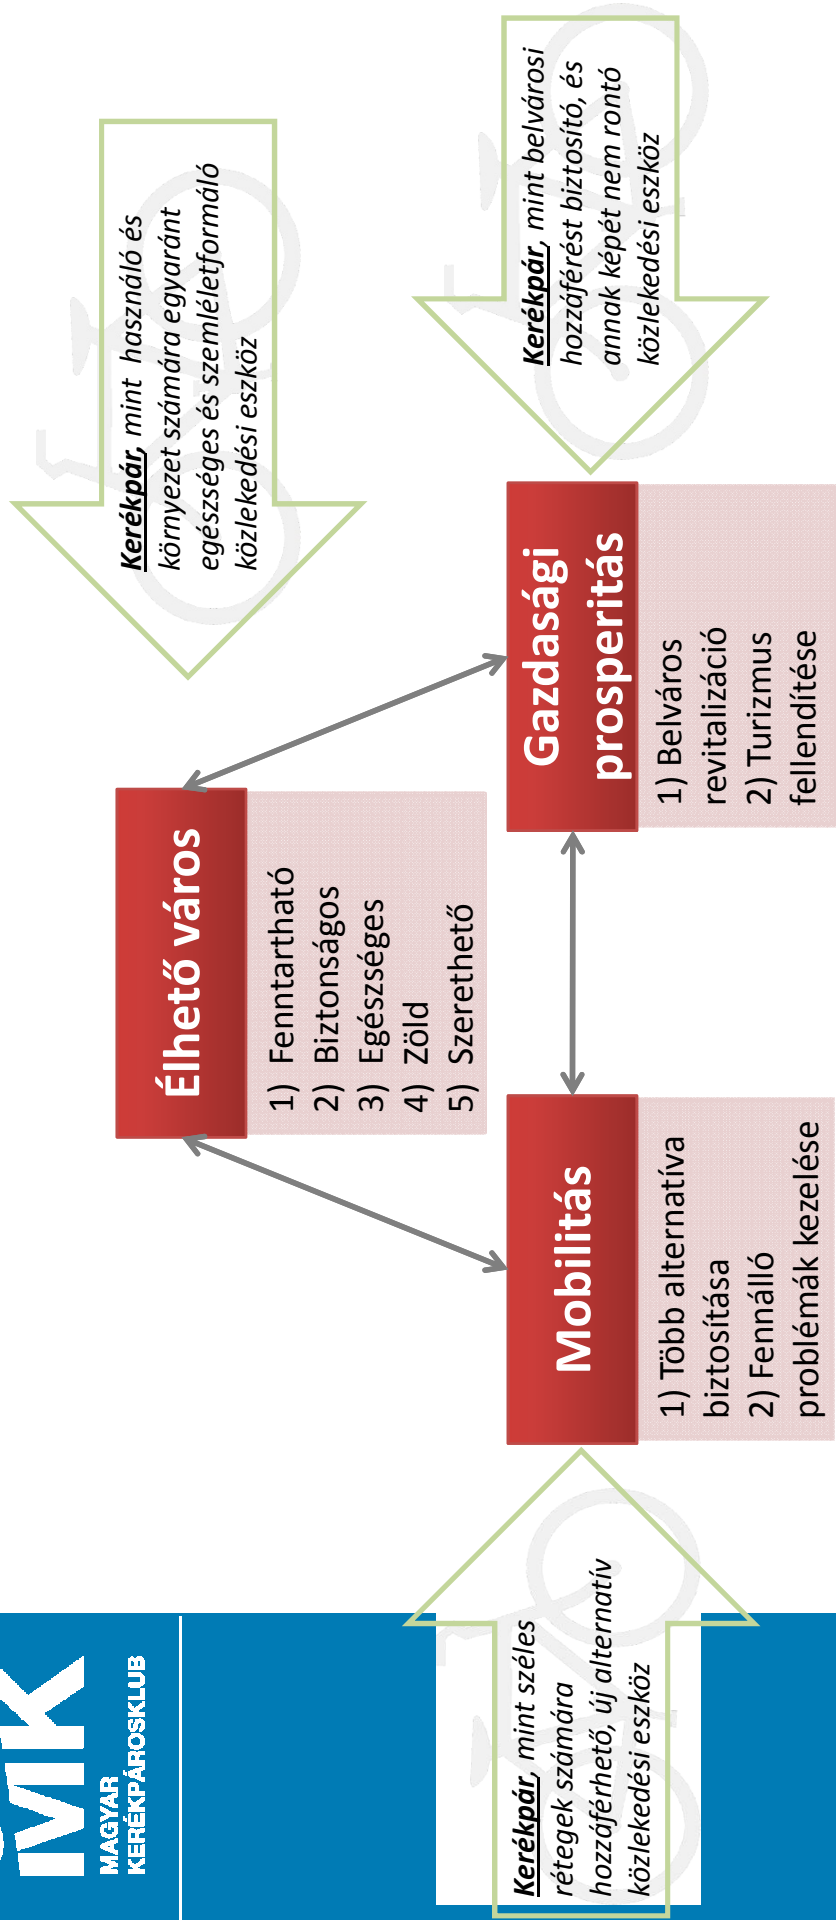 MK
MAGYAR
KERÉKPÁROSKLUB
Élhető város
1) Fenntartható
2) Biztonságos
3) Egészséges
4) Zöld
5) Szerethető
Kerékpár, mint használó és
környezet számára egyaránt
egészséges és szemléletformáló
közlekedési eszköz
Kerékpár, mint széles
rétegek számára
hozzáférhető, új alternatív
közlekedési eszköz
Mobilitás
1) Több alternatíva
biztosítása
2) Fennálló
problémák kezelése
Gazdasági
prosperitás
1) Belváros
revitalizáció
2) Turizmus
fellendítése
Kerékpár, mint belvárosi
hozzáférést biztosító, és
annak képét nem rontó
közlekedési eszköz